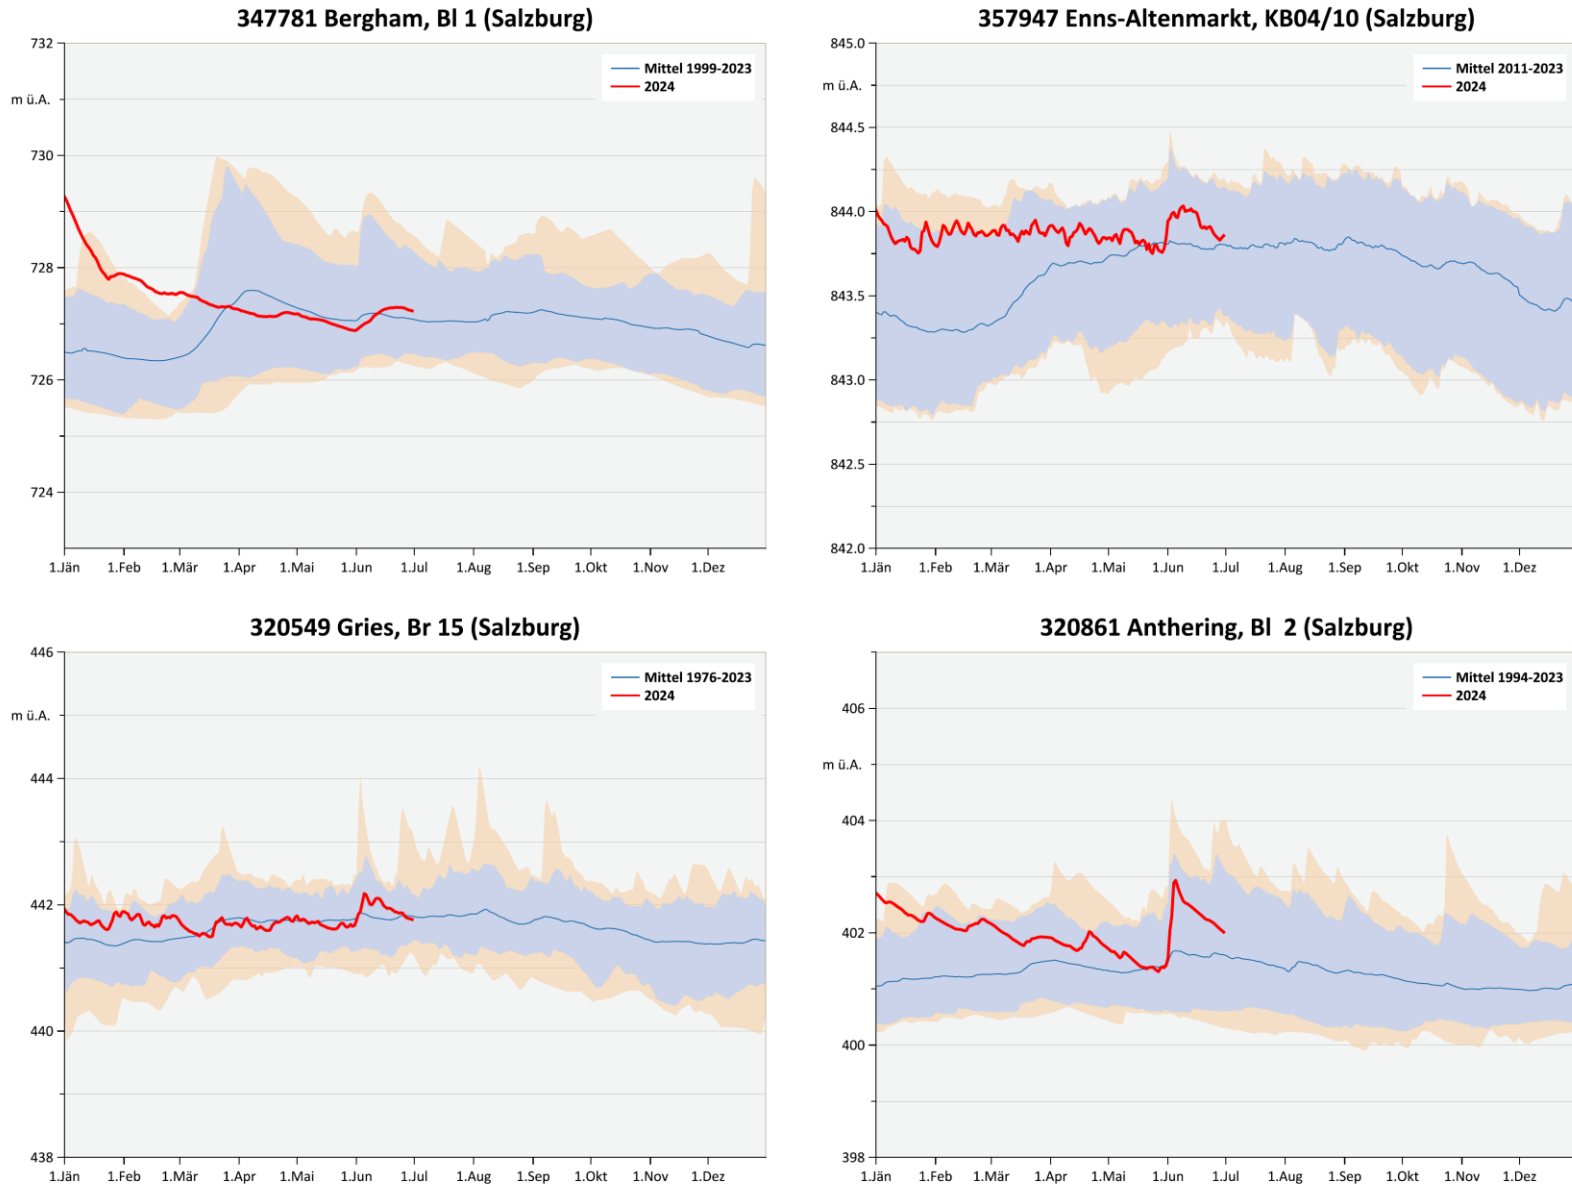 347781 Bergham, Bl 1 (Salzburg)
732
m ü.A.
730
728
726
724
Mittel 1999-2023
2024
1.Jän 1.Feb 1.Mär 1.Apr 1.Mai 1.Jun 1.Jul 1.Aug 1.Sep 1.Okt 1.Nov 1.Dez
357947 Enns-Altenmarkt, KB04/10 (Salzburg)
845.0
m ü.A.
844.5
844.0
843.5
843.0
842.5
842.0
Mittel 2011-2023
2024
1.Jän 1.Feb 1.Mär 1.Apr 1.Mai 1.Jun 1.Jul 1.Aug 1.Sep 1.Okt 1.Nov 1.Dez
320549 Gries, Br 15 (Salzburg)
446
m ü.A.
444
442
440
438
Mittel 1976-2023
2024
1.Jän 1.Feb 1.Mär 1.Apr 1.Mai 1.Jun 1.Jul 1.Aug 1.Sep 1.Okt 1.Nov 1.Dez
320861 Anthering, Bl  2 (Salzburg)
406
m ü.A.
404
402
400
398
Mittel 1994-2023
2024
1.Jän 1.Feb 1.Mär 1.Apr 1.Mai 1.Jun 1.Jul 1.Aug 1.Sep 1.Okt 1.Nov 1.Dez